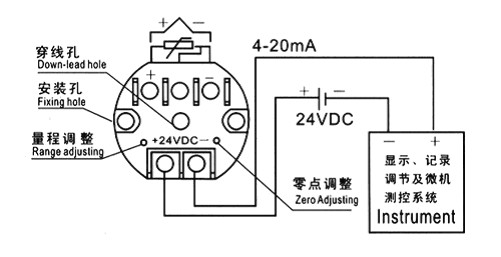 + −
穿线孔
Down-lead hole
4-20mA
安装孔
Fixing hole
+ −
+ −
24VDC
量程调整
Range adjusting
+24VDC−
− +
显示、记录
调节及微机
测控系统
Instrument
零点调整
Zero Adjusting